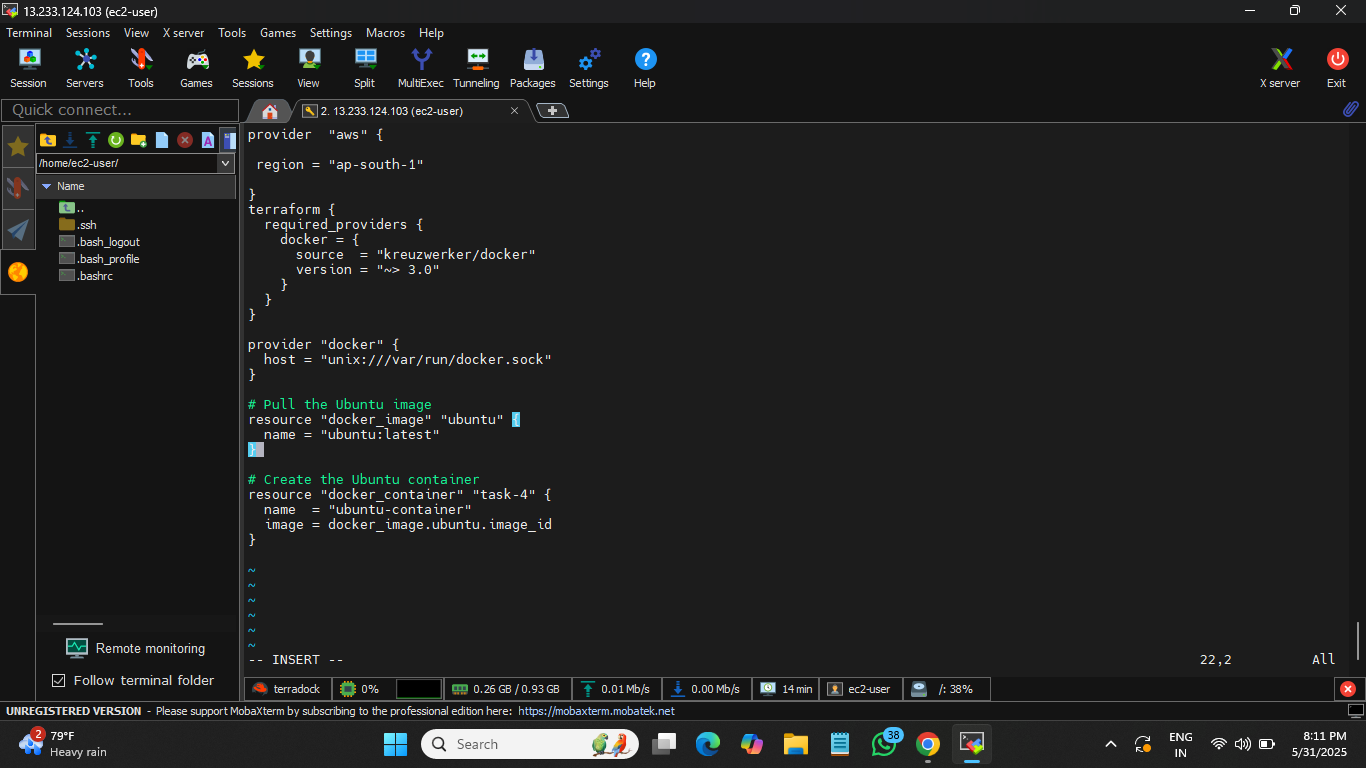 13.233.124.103 (ec2-user)
Terminal Sessions View X server Tools Games Settings Macros Help
Session Servers Tools Games Sessions View Split MultiExec Tunneling Packages Settings Help X server Exit
Quick connect...
2. 13.233.124.103 (ec2-user)
/home/ec2-user/
Name
..
.ssh
.bash_logout
.bash_profile
.bashrc
Remote monitoring
Follow terminal folder
provider  "aws" {
 region = "ap-south-1"
}
terraform {
  required_providers {
    docker = {
      source  = "kreuzwerker/docker"
      version = "~> 3.0"
    }
  }
}
provider "docker" {
  host = "unix:///var/run/docker.sock"
}
# Pull the Ubuntu image
resource "docker_image" "ubuntu" {
  name = "ubuntu:latest"
}
# Create the Ubuntu container
resource "docker_container" "task-4" {
  name  = "ubuntu-container"
  image = docker_image.ubuntu.image_id
}
~
~
~
~
~
~
-- INSERT -- 22,2 All
terradock 0% 0.26 GB / 0.93 GB 0.01 Mb/s 0.00 Mb/s 14 min ec2-user /: 38%
UNREGISTERED VERSION - Please support MobaXterm by subscribing to the professional edition here: https://mobaxterm.mobatek.net
2
79°F
Heavy rain
Search
38
ENG
IN
8:11 PM
5/31/2025